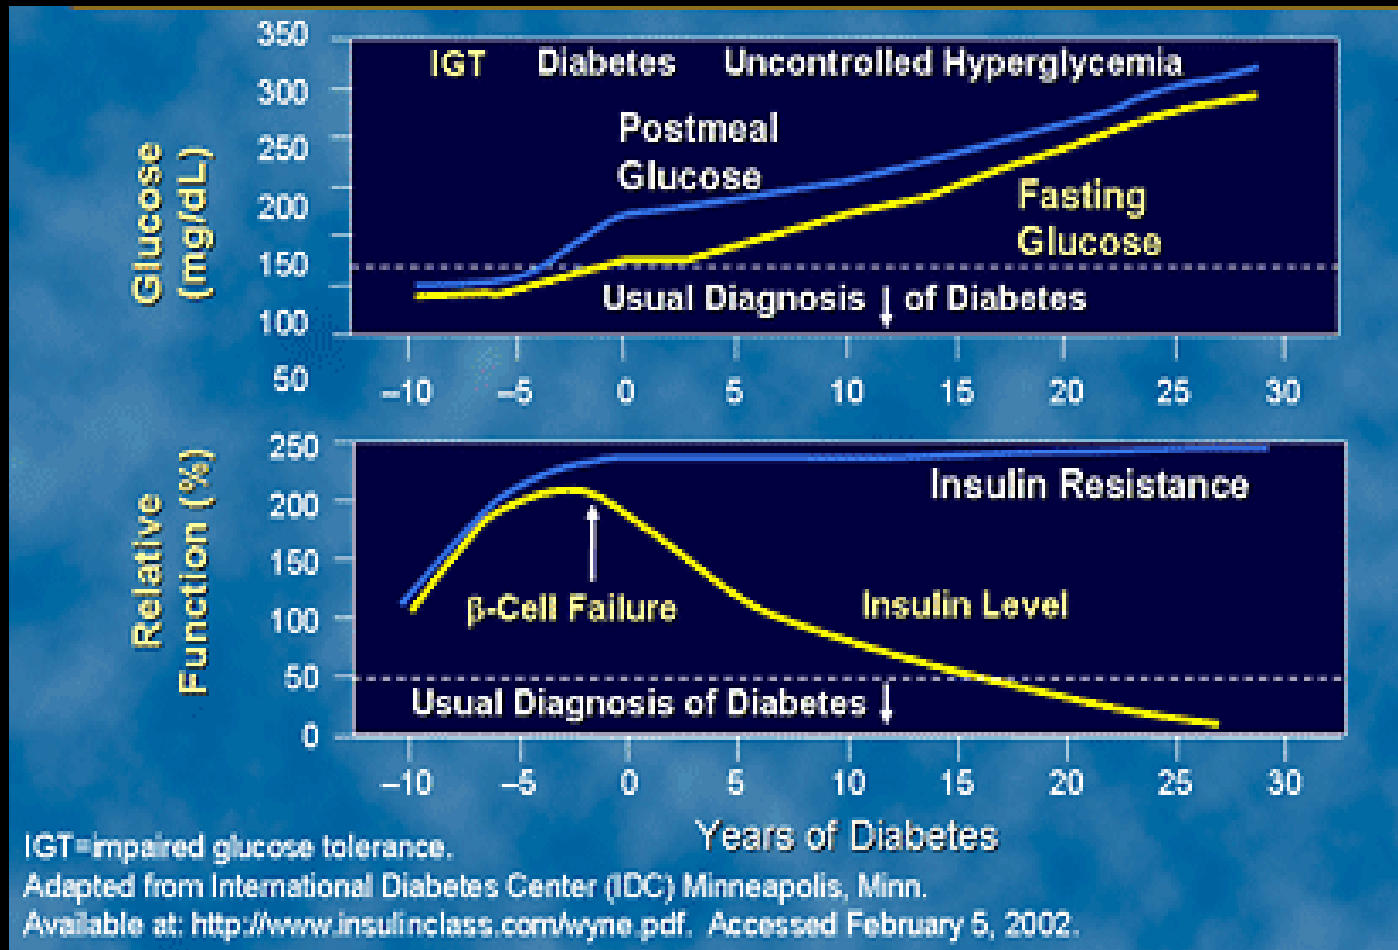 350
300
250
200
150
100
50
Glucose
(mg/dL)
IGT Diabetes Uncontrolled Hyperglycemia
Postmeal
Glucose
Fasting
Glucose
Usual Diagnosis ↓ of Diabetes
–10 –5 0 5 10 15 20 25 30
250
200
150
100
50
0
Relative
Function (%)
Insulin Resistance
β-Cell Failure
Insulin Level
Usual Diagnosis of Diabetes ↓
–10 –5 0 5 10 15 20 25 30
Years of Diabetes
IGT=impaired glucose tolerance.
Adapted from International Diabetes Center (IDC) Minneapolis, Minn.
Available at: http://www.insulinclass.com/wyne.pdf. Accessed February 5, 2002.